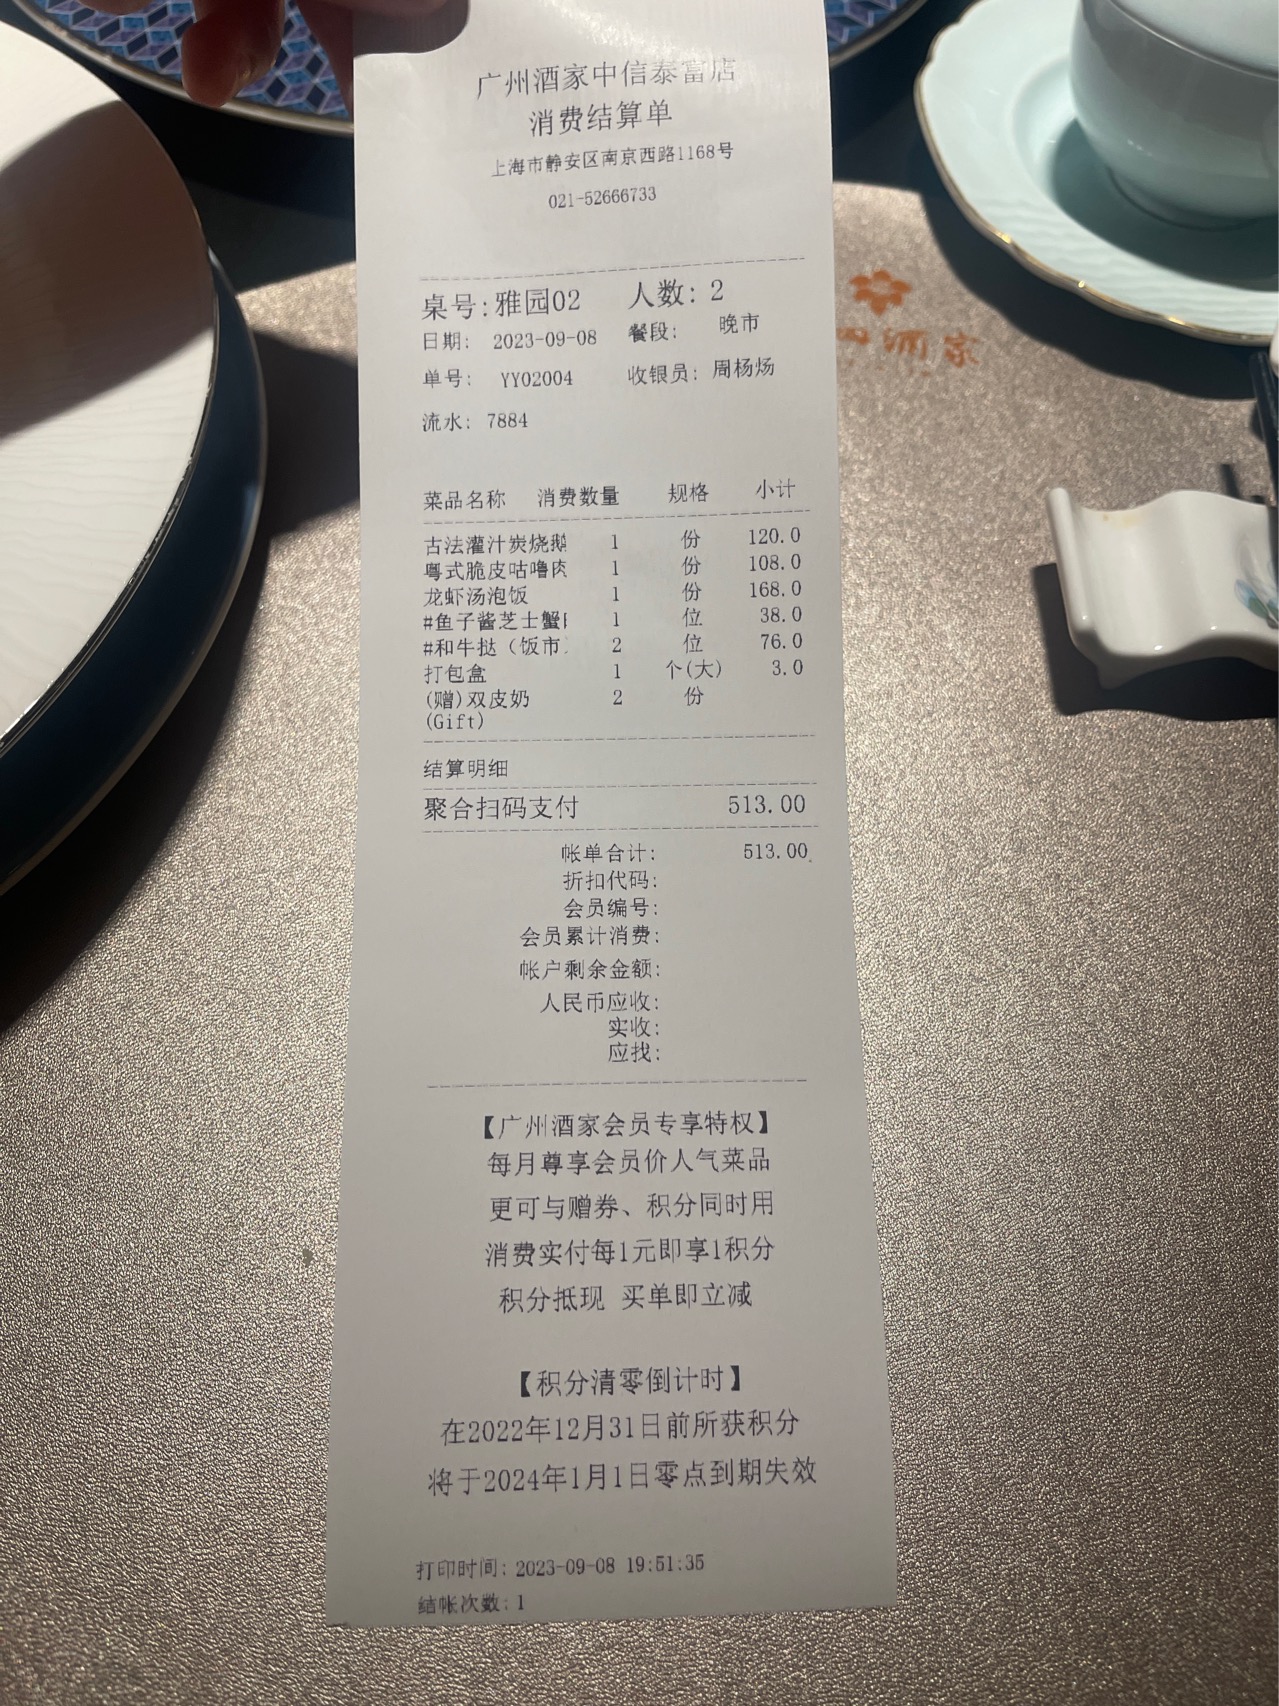 广州酒家中信泰富店
消费结算单
上海市静安区南京西路1168号
021-52666733
桌号:雅园02 人数: 2
日期: 2023-09-08 餐段: 晚市
单号: YY02004 收银员: 周杨炀
流水: 7884
菜品名称 消费数量 规格 小计
古法灌汁炭烧鹅 1 份 120.0
粤式脆皮咕噜肉 1 份 108.0
龙虾汤泡饭 1 份 168.0
#鱼子酱芝士蟹 1 位 38.0
#和牛挞（饭市 2 位 76.0
打包盒 1 个(大) 3.0
(赠)双皮奶 2 份
(Gift)
结算明细
聚合扫码支付 513.00
帐单合计: 513.00
折扣代码:
会员编号:
会员累计消费:
帐户剩余金额:
人民币应收:
实收:
应找:
【广州酒家会员专享特权】
每月尊享会员价人气菜品
更可与赠券、积分同时用
消费实付每1元即享1积分
积分抵现 买单即立减
【积分清零倒计时】
在2022年12月31日前所获积分
将于2024年1月1日零点到期失效
打印时间: 2023-09-08 19:51:35
结帐次数: 1
酒家